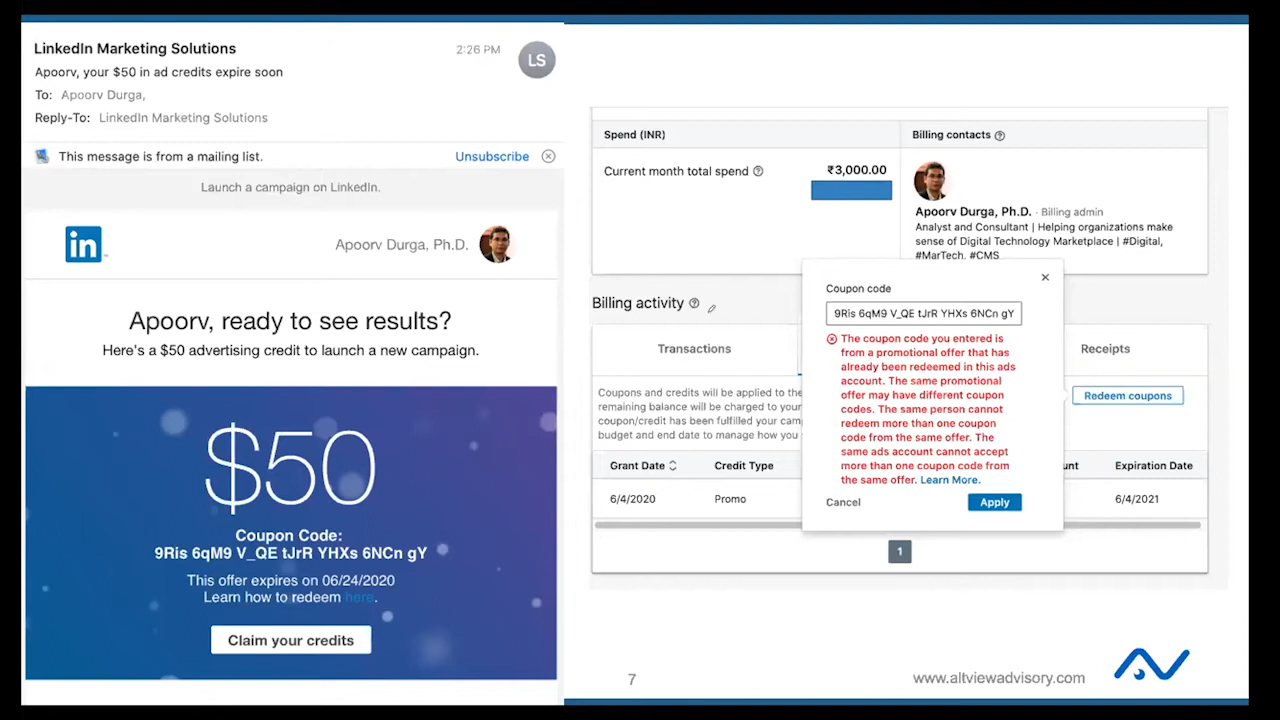 LinkedIn Marketing Solutions
2:26 PM
LS
Apoorv, your $50 in ad credits expire soon
To: Apoorv Durga,
Reply-To: LinkedIn Marketing Solutions
This message is from a mailing list.
Unsubscribe
Launch a campaign on LinkedIn.
in
Apoorv Durga, Ph.D.
Apoorv, ready to see results?
Here's a $50 advertising credit to launch a new campaign.
$50
Coupon Code:
9Ris 6qM9 V_QE tJrR YHXs 6NCn gY
This offer expires on 06/24/2020
Learn how to redeem here.
Claim your credits
Spend (INR)
Billing contacts
Current month total spend
₹3,000.00
Apoorv Durga, Ph.D. · Billing admin
Analyst and Consultant | Helping organizations make
sense of Digital Technology Marketplace | #Digital,
#MarTech, #CMS
Billing activity
Transactions
Receipts
Coupons and credits will be applied to the
remaining balance will be charged to your
coupon/credit has been fulfilled your cam
budget and end date to manage how you
Redeem coupons
Grant Date
Credit Type
unt
Expiration Date
6/4/2020
Promo
6/4/2021
1
Coupon code
9Ris 6qM9 V_QE tJrR YHXs 6NCn gY
The coupon code you entered is
from a promotional offer that has
already been redeemed in this ads
account. The same promotional
offer may have different coupon
codes. The same person cannot
redeem more than one coupon
code from the same offer. The
same ads account cannot accept
more than one coupon code from
the same offer. Learn More.
Cancel
Apply
7
www.altviewadvisory.com